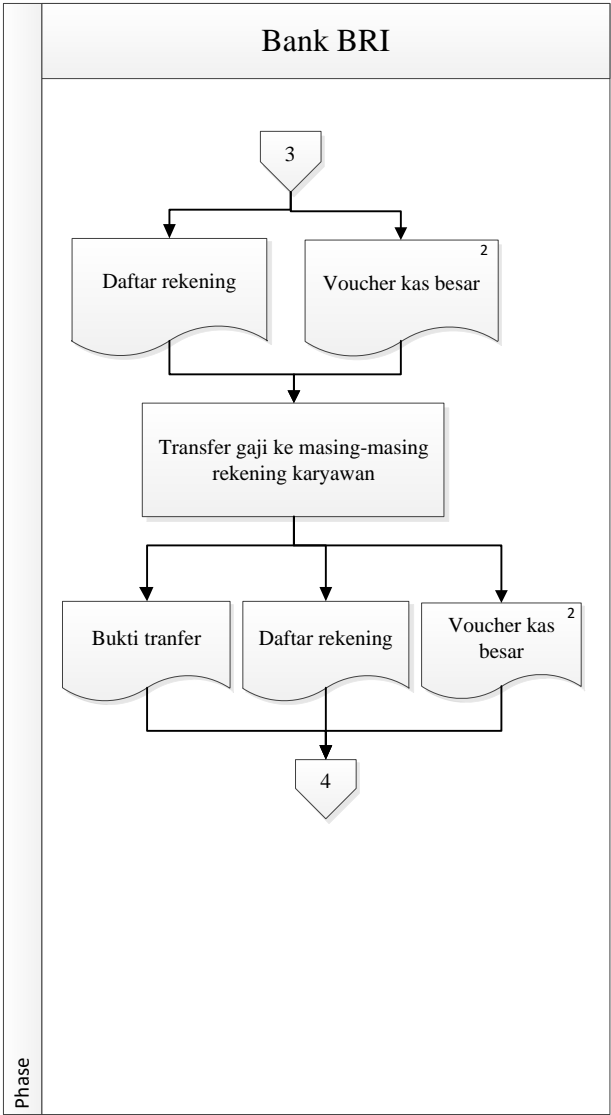 Bank BRI
3
Daftar rekening
2
Voucher kas besar
Transfer gaji ke masing-masing
rekening karyawan
Bukti tranfer
Daftar rekening
2
Voucher kas
besar
4
Phase